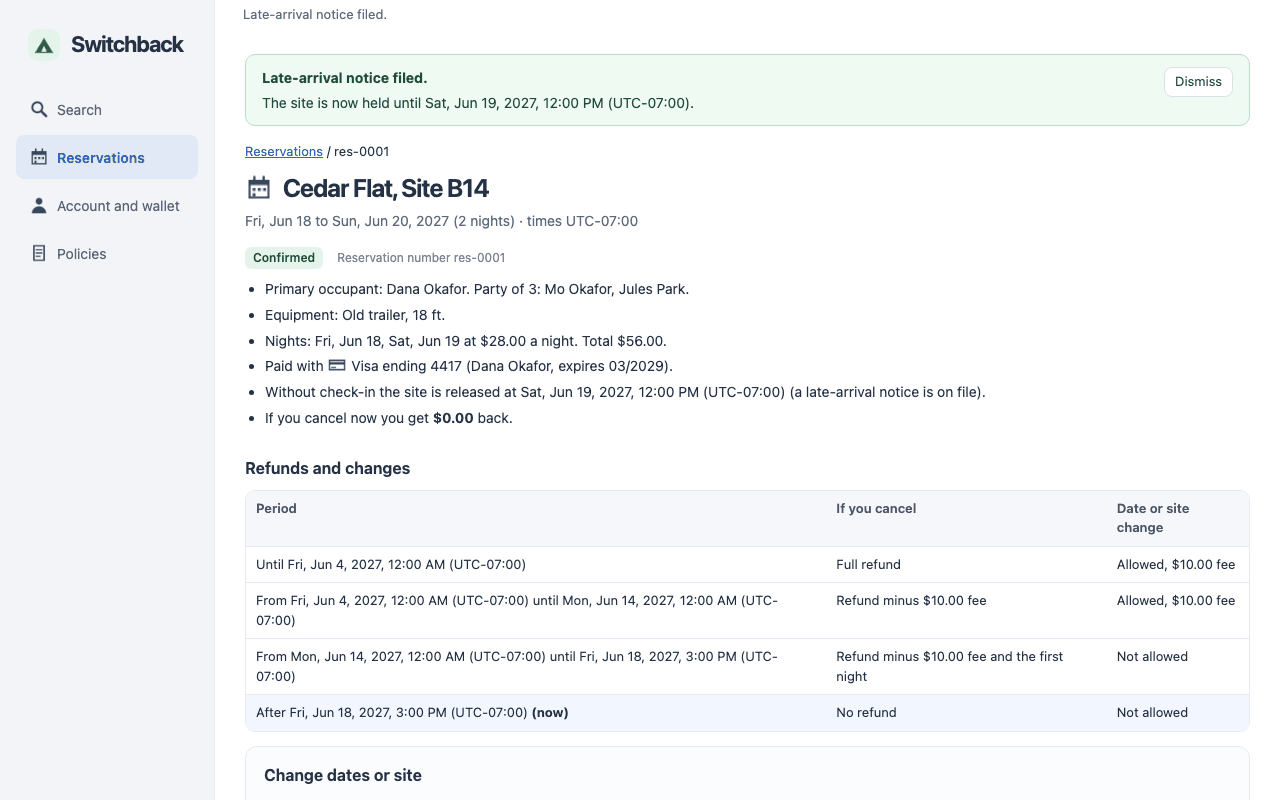 Late-arrival notice filed.
Switchback
Search
Reservations
Account and wallet
Policies
Late-arrival notice filed.
The site is now held until Sat, Jun 19, 2027, 12:00 PM (UTC-07:00).
Dismiss
Reservations / res-0001
Cedar Flat, Site B14
Fri, Jun 18 to Sun, Jun 20, 2027 (2 nights) · times UTC-07:00
Confirmed Reservation number res-0001
• Primary occupant: Dana Okafor. Party of 3: Mo Okafor, Jules Park.
• Equipment: Old trailer, 18 ft.
• Nights: Fri, Jun 18, Sat, Jun 19 at $28.00 a night. Total $56.00.
• Paid with Visa ending 4417 (Dana Okafor, expires 03/2029).
• Without check-in the site is released at Sat, Jun 19, 2027, 12:00 PM (UTC-07:00) (a late-arrival notice is on file).
• If you cancel now you get $0.00 back.
Refunds and changes
Period If you cancel Date or site
change
Until Fri, Jun 4, 2027, 12:00 AM (UTC-07:00) Full refund Allowed, $10.00 fee
From Fri, Jun 4, 2027, 12:00 AM (UTC-07:00) until Mon, Jun 14, 2027, 12:00 AM (UTC-
07:00)
Refund minus $10.00 fee Allowed, $10.00 fee
From Mon, Jun 14, 2027, 12:00 AM (UTC-07:00) until Fri, Jun 18, 2027, 3:00 PM (UTC-
07:00)
Refund minus $10.00 fee and the first
night
Not allowed
After Fri, Jun 18, 2027, 3:00 PM (UTC-07:00) (now) No refund Not allowed
Change dates or site